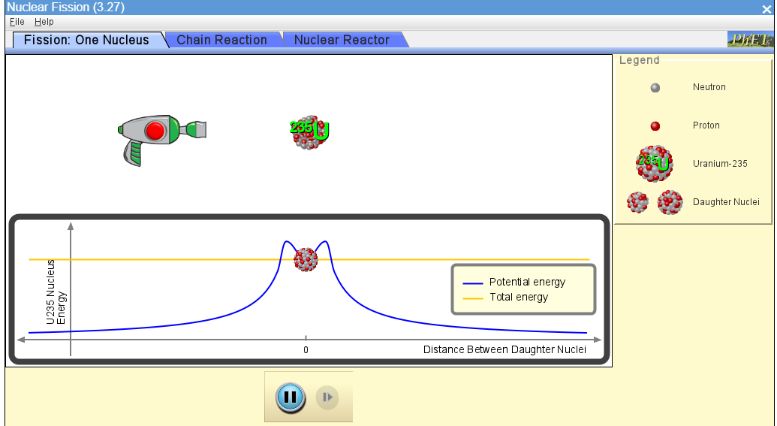 Nuclear Fission (3.27)
File Help
Fission: One Nucleus Chain Reaction Nuclear Reactor
PhET
Legend
Neutron
Proton
235U
Uranium-235
Daughter Nuclei
235U
U235 Nucleus
Energy
Potential energy
Total energy
0
Distance Between Daughter Nuclei